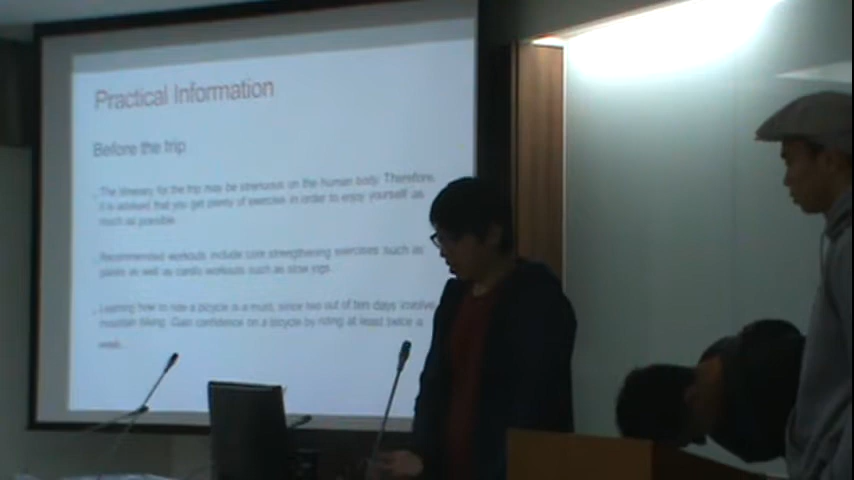 Practical Information
Before the trip
The itinerary for the trip may be strenuous on the human body. Therefore,
it is advised that you get plenty of exercise in order to enjoy yourself as
much as possible.
Recommended workouts include core strengthening exercises such as
planks as well as cardio workouts such as slow jogs.
Learning how to ride a bicycle is a must, since two out of ten days involve
mountain biking. Gain confidence on a bicycle by riding at least twice a
week.